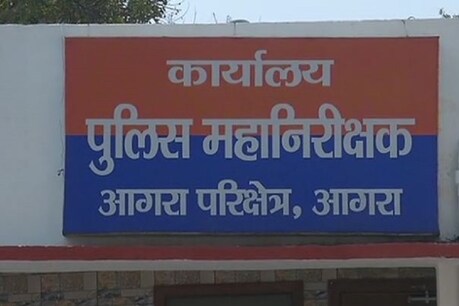 कार्यालय
पुलिस महानिरीक्षक
आगरा परिक्षेत्र, आगरा